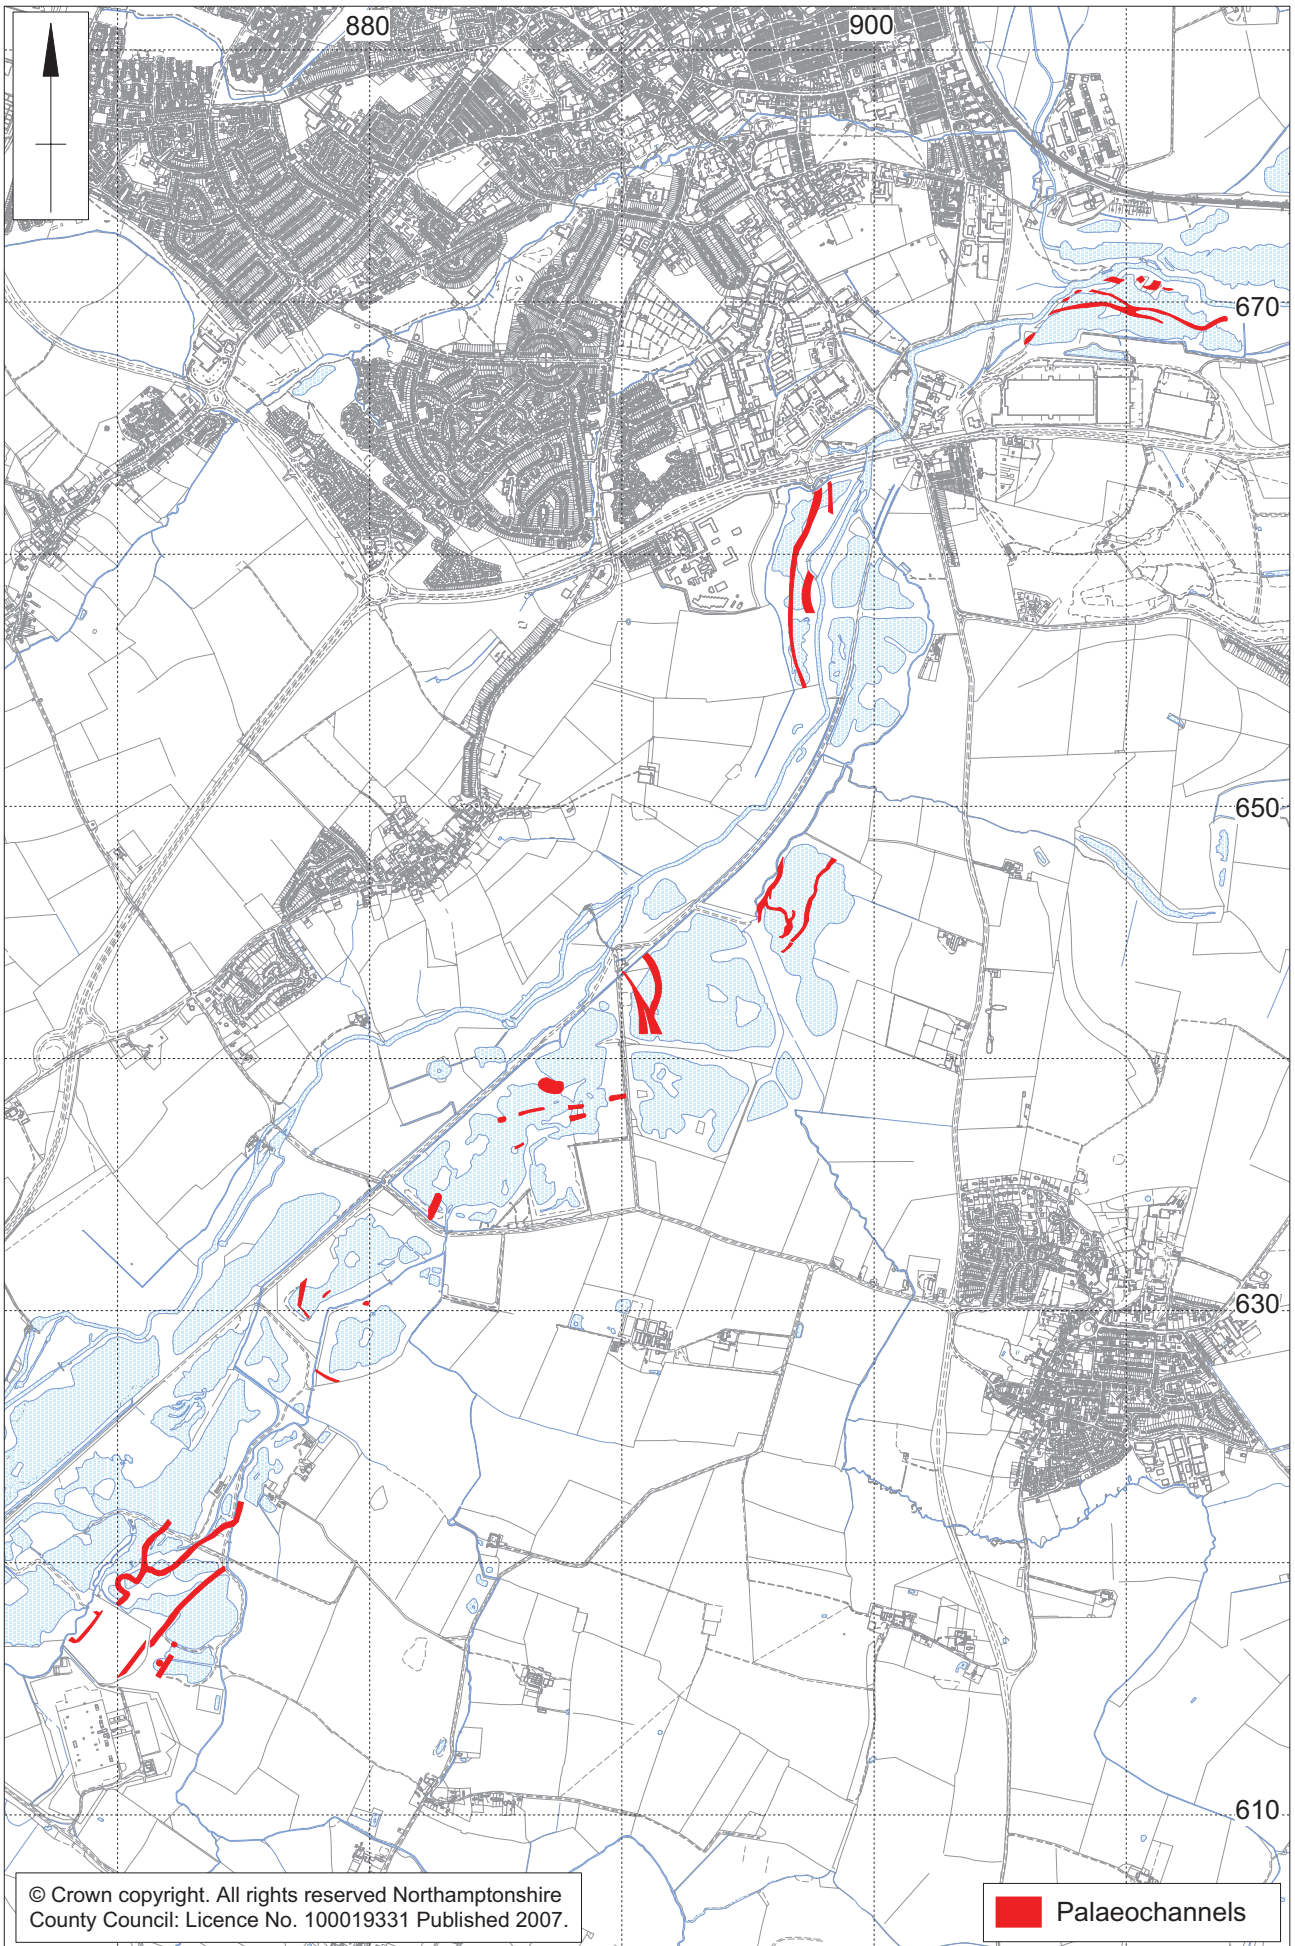 880
900
670
650
630
610
© Crown copyright. All rights reserved Northamptonshire
County Council: Licence No. 100019331 Published 2007.
Palaeochannels